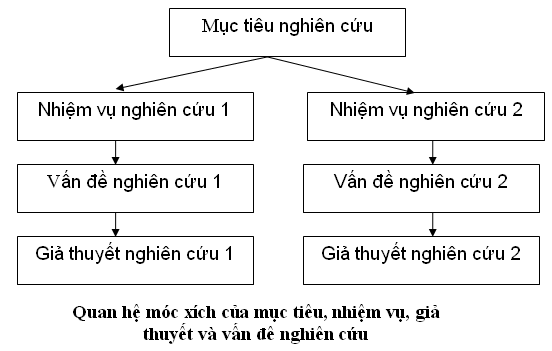 Mục tiêu nghiên cứu
Nhiệm vụ nghiên cứu 1
Nhiệm vụ nghiên cứu 2
Vấn đề nghiên cứu 1
Vấn đề nghiên cứu 2
Giả thuyết nghiên cứu 1
Giả thuyết nghiên cứu 2
Quan hệ móc xích của mục tiêu, nhiệm vụ, giả
thuyết và vấn đề nghiên cứu